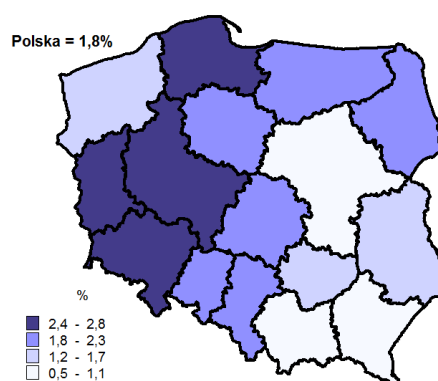 Polska = 1,8%
%
2,4 - 2,8
1,8 - 2,3
1,2 - 1,7
0,5 - 1,1